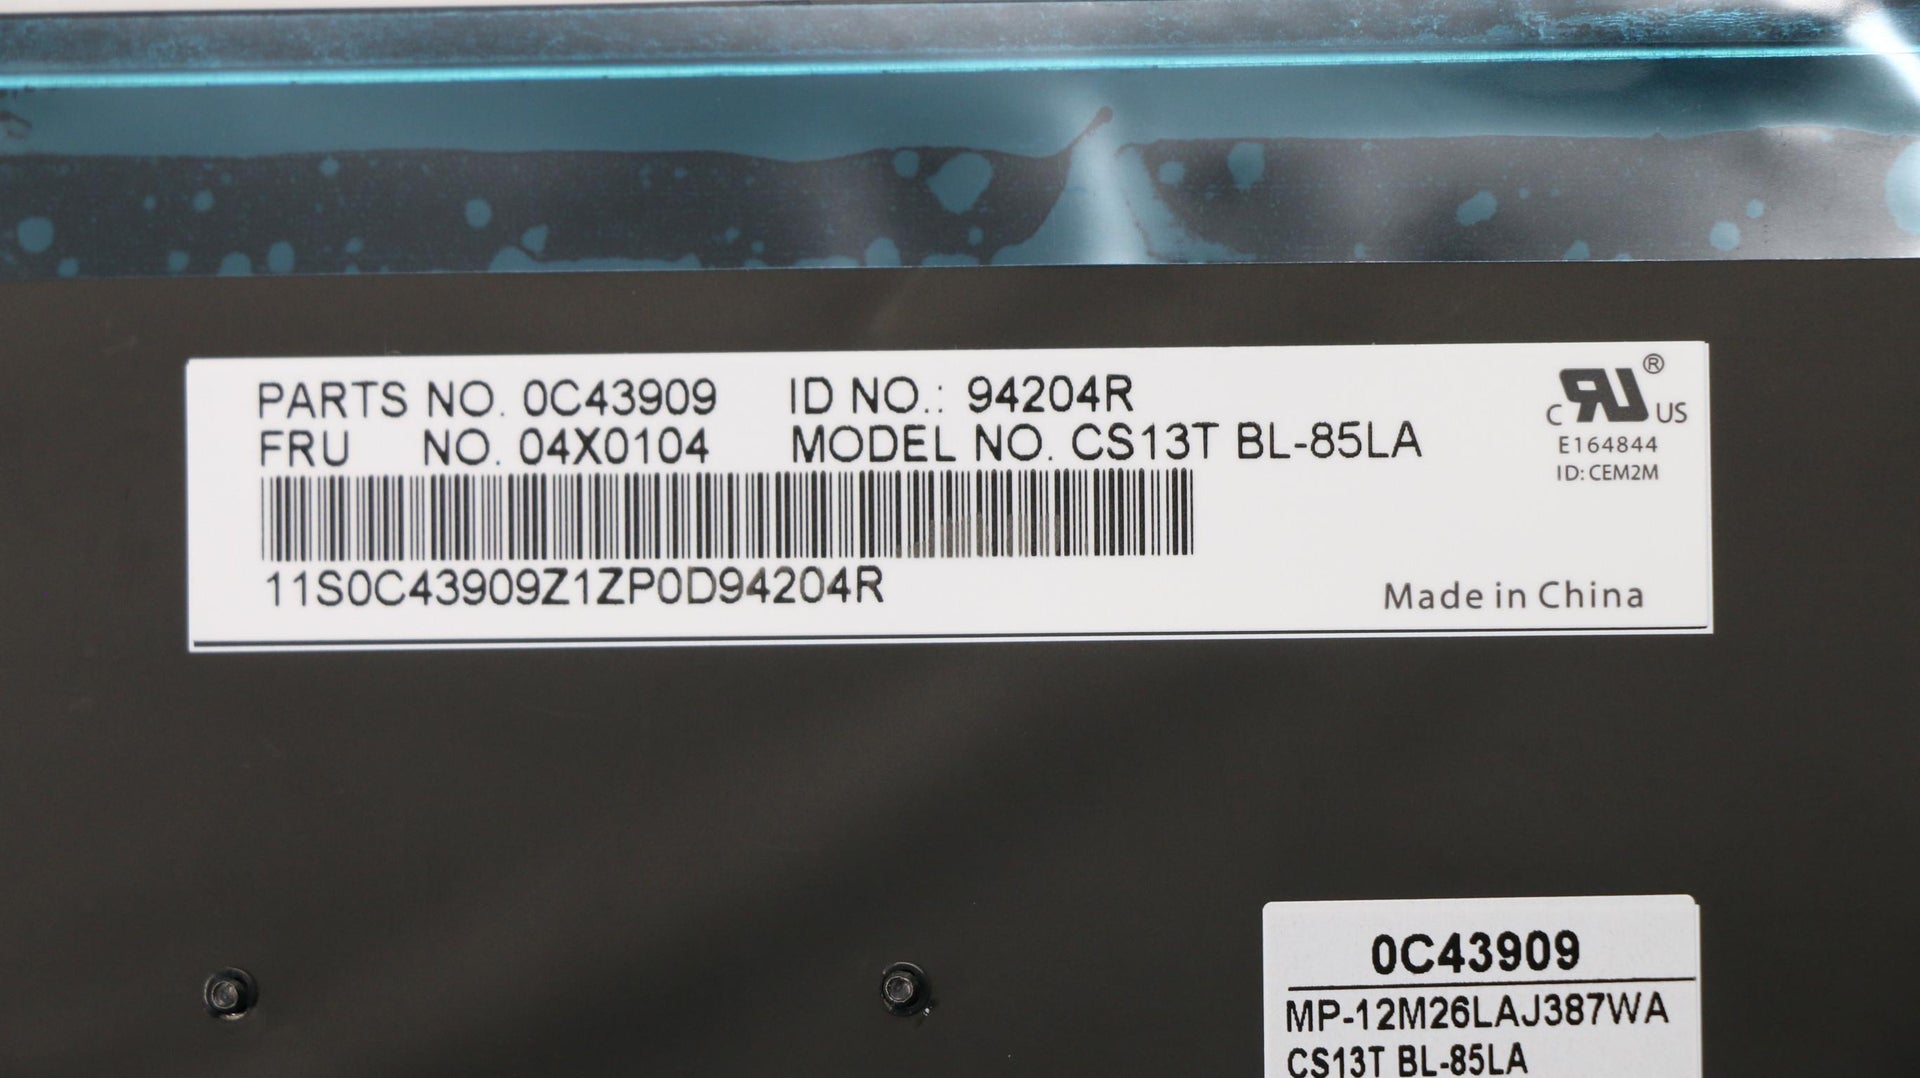 PARTS NO. 0C43909 ID NO.: 94204R
FRU NO. 04X0104 MODEL NO. CS13T BL-85LA
11S0C43909Z1ZP0D94204R
C RU ® US
E164844
ID: CEM2M
Made in China
0C43909
MP-12M26LAJ387WA
CS13T BL-85LA